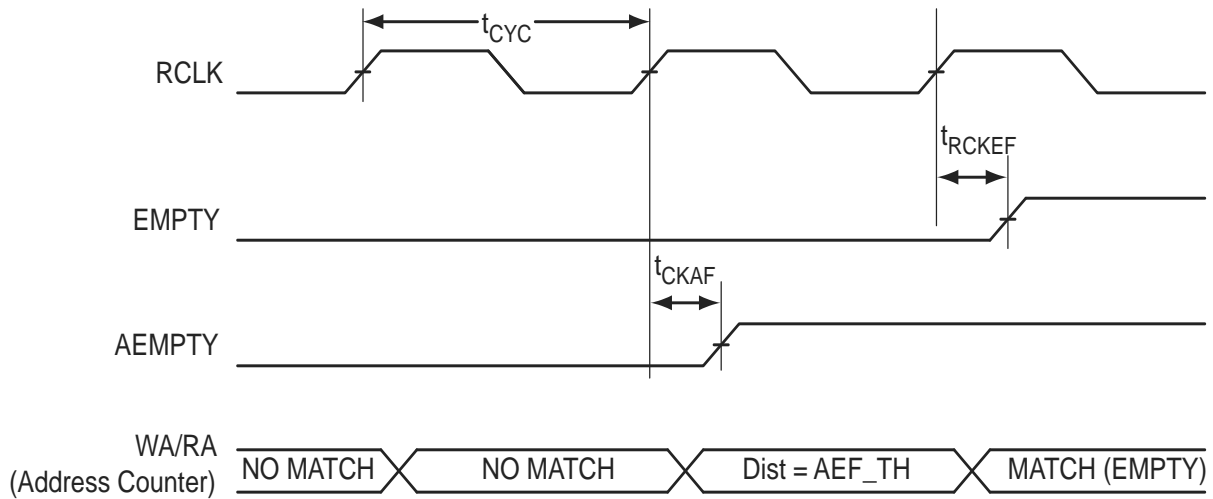 tCYC
RCLK
tRCKEF
EMPTY
tCKAF
AEMPTY
WA/RA
(Address Counter)
NO MATCH
NO MATCH
Dist = AEF_TH
MATCH (EMPTY)